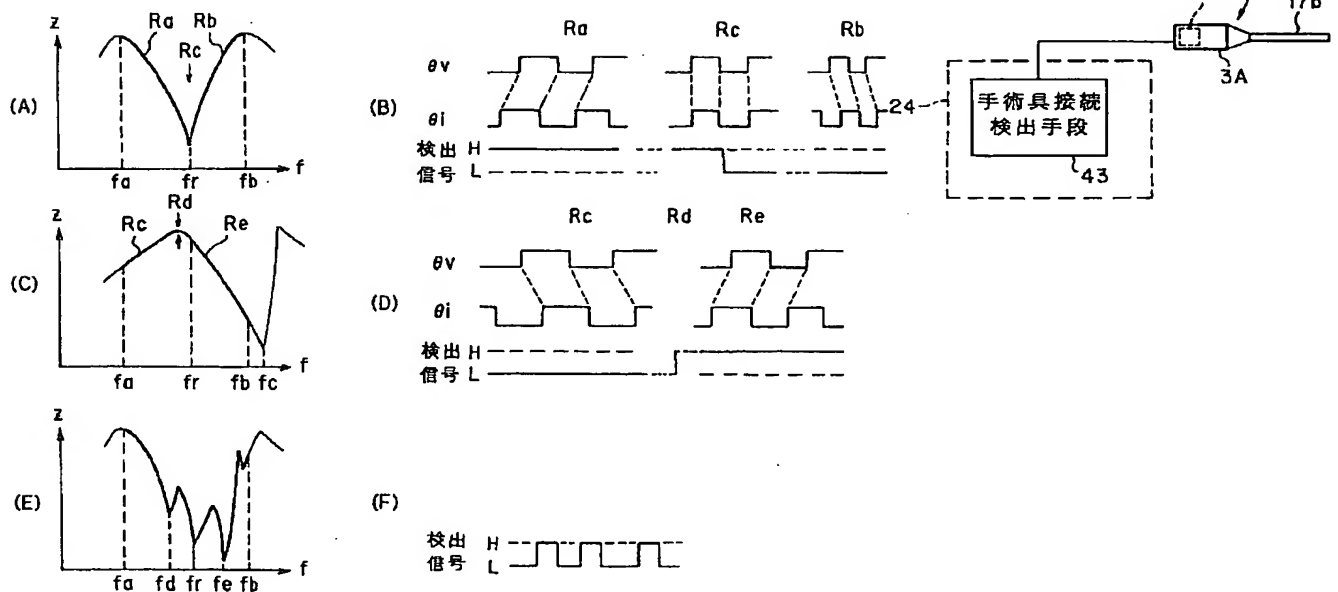 (A)
z
Ra
Rb
Rc
fa
fr
fb
f
(B)
Ra
Rc
Rb
θv
θi
検出 H
信号 L
17b
3A
24
手術具接続
検出手段
43
(C)
z
Rd
Rc
Re
fa
fr
fb
fc
f
(D)
Rc
Rd
Re
θv
θi
検出 H
信号 L
(E)
z
fa
fd
fr
fe
fb
f
(F)
検出 H
信号 L